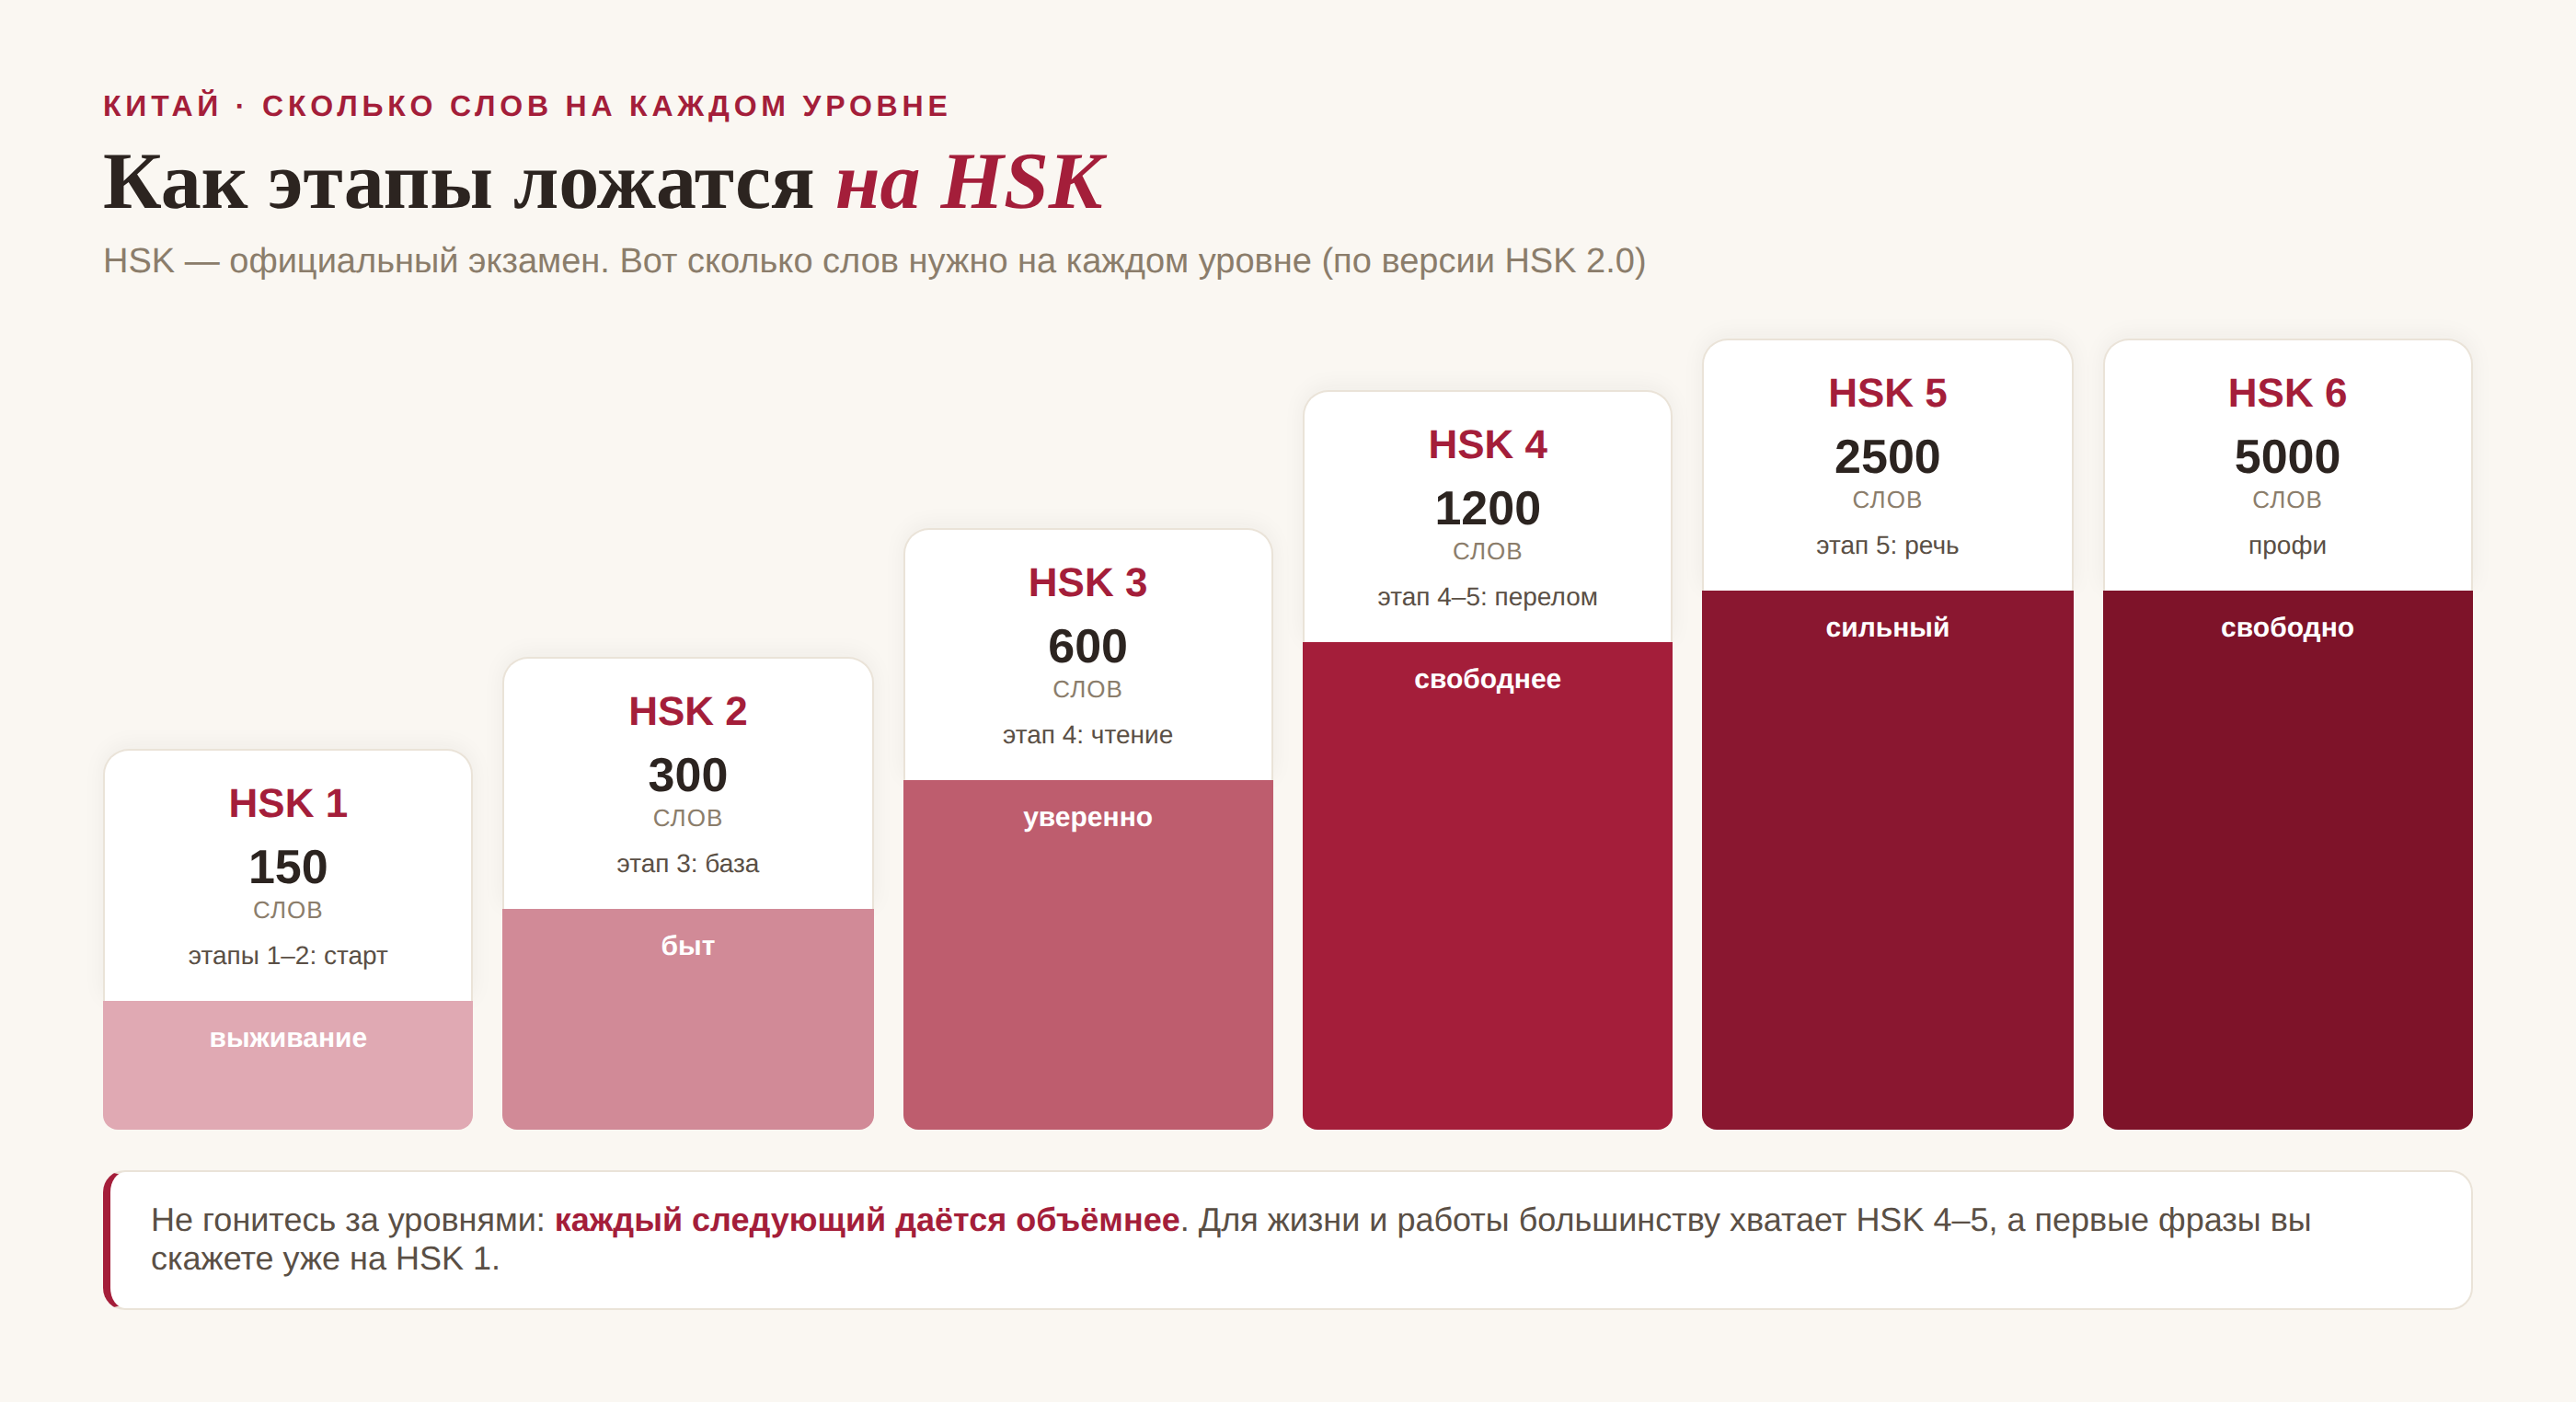 КИТАЙ · СКОЛЬКО СЛОВ НА КАЖДОМ УРОВНЕ
Как этапы ложатся на HSK
HSK — официальный экзамен. Вот сколько слов нужно на каждом уровне (по версии HSK 2.0)
HSK 1
150
СЛОВ
этапы 1–2: старт
выживание
HSK 2
300
СЛОВ
этап 3: база
быт
HSK 3
600
СЛОВ
этап 4: чтение
уверенно
HSK 4
1200
СЛОВ
этап 4–5: перелом
свободнее
HSK 5
2500
СЛОВ
этап 5: речь
сильный
HSK 6
5000
СЛОВ
профи
свободно
Не гонитесь за уровнями: каждый следующий даётся объёмнее. Для жизни и работы большинству хватает HSK 4–5, а первые фразы вы
скажете уже на HSK 1.